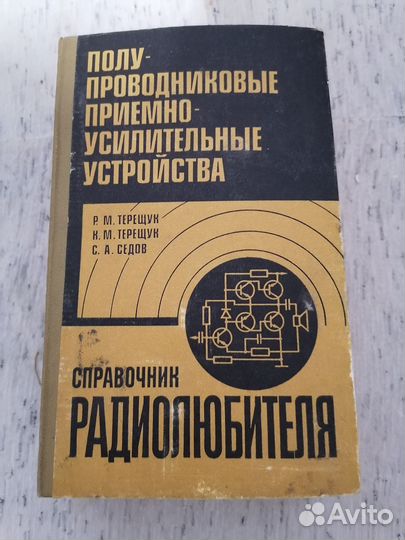 ПОЛУ-
ПРОВОДНИКОВЫЕ
ПРИЕМНО-
УСИЛИТЕЛЬНЫЕ
УСТРОЙСТВА
Р. М. ТЕРЕЩУК
К. М. ТЕРЕЩУК
С. А. СЕДОВ
СПРАВОЧНИК
РАДИОЛЮБИТЕЛЯ
Avito